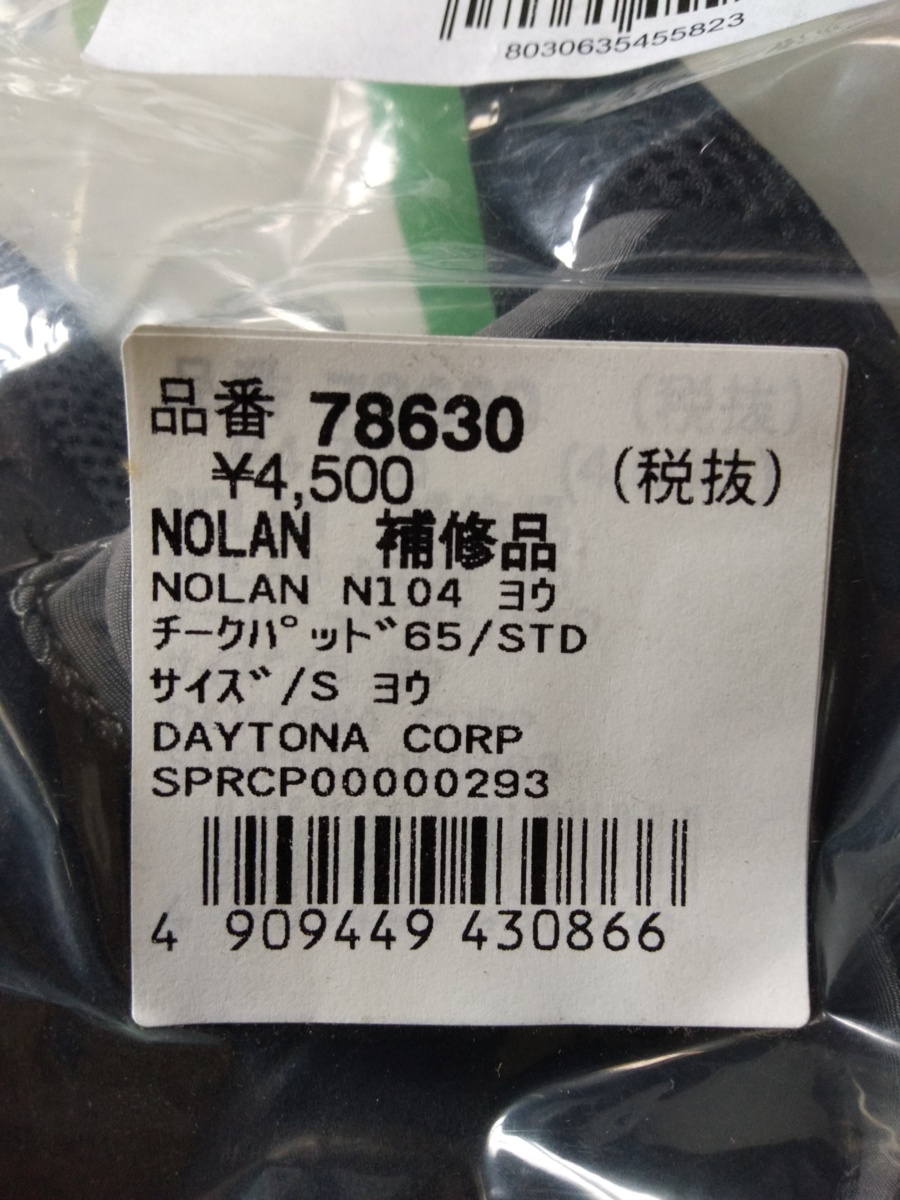 8030635455823
品番 78630
¥4,500 (税抜)
NOLAN 補修品
NOLAN N104 ヨウ
チークパッド65/STD
サイズ/S ヨウ
DAYTONA CORP
SPRCP00000293
4 909449 430866